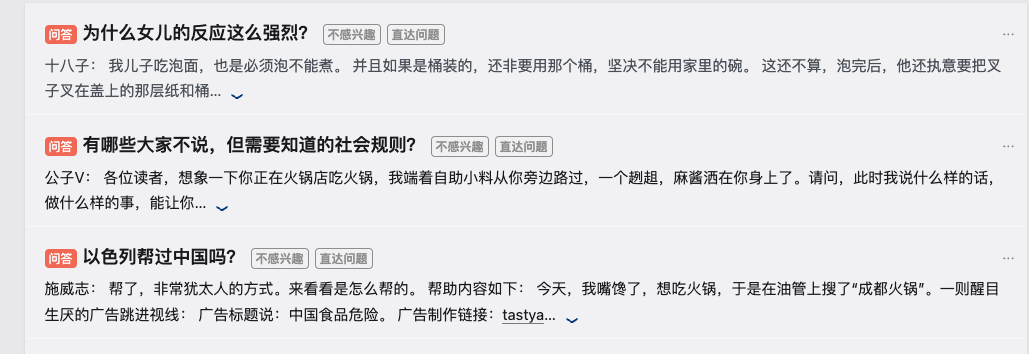 问答 为什么女儿的反应这么强烈? 不感兴趣 直达问题 ...
十八子： 我儿子吃泡面，也是必须泡不能煮。 并且如果是桶装的，还非要用那个桶，坚决不能用家里的碗。 这还不算，泡完后，他还执意要把叉
子叉在盖上的那层纸和桶...
问答 有哪些大家不说，但需要知道的社会规则? 不感兴趣 直达问题 ...
公子V： 各位读者，想象一下你正在火锅店吃火锅，我端着自助小料从你旁边路过，一个趔趄，麻酱洒在你身上了。请问，此时我说什么样的话，
做什么样的事，能让你...
问答 以色列帮过中国吗? 不感兴趣 直达问题 ...
施威志： 帮了，非常犹太人的方式。来看看是怎么帮的。 帮助内容如下： 今天，我嘴馋了，想吃火锅，于是在油管上搜了“成都火锅”。一则醒目
生厌的广告跳进视线： 广告标题说：中国食品危险。 广告制作链接：tastya...